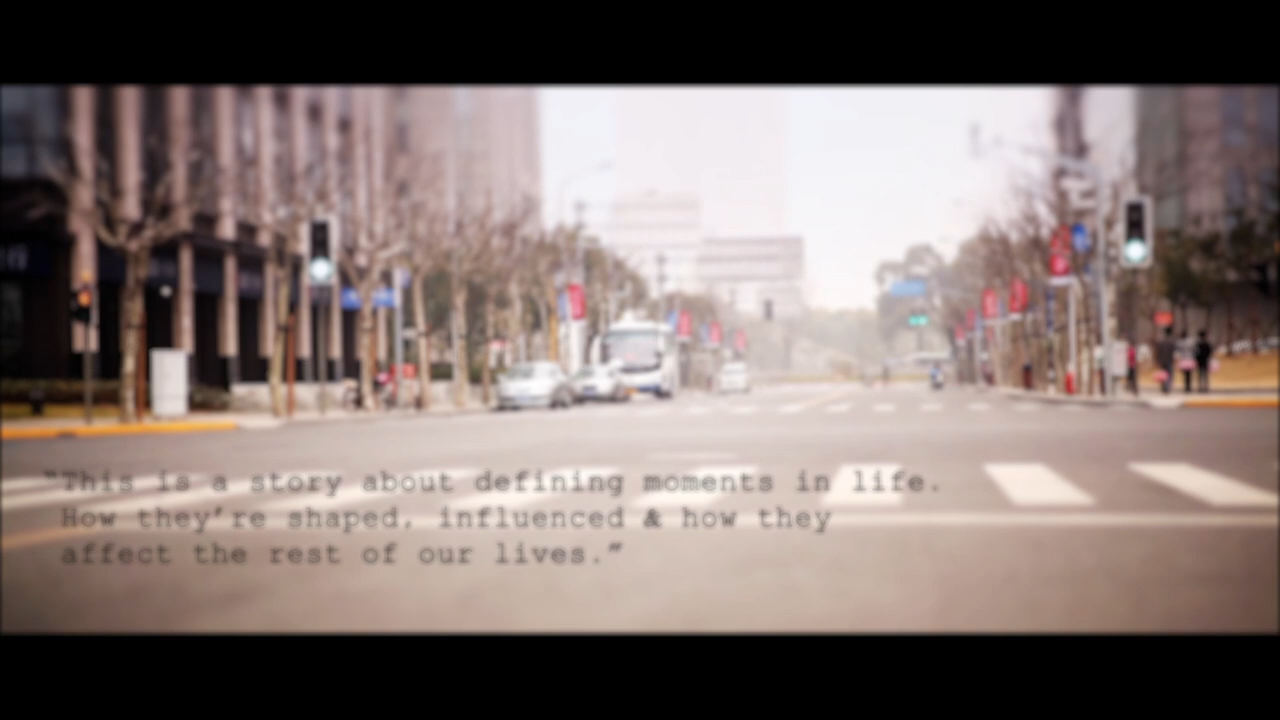 “This is a story about defining moments in life.
How they’re shaped, influenced & how they
affect the rest of our lives.”